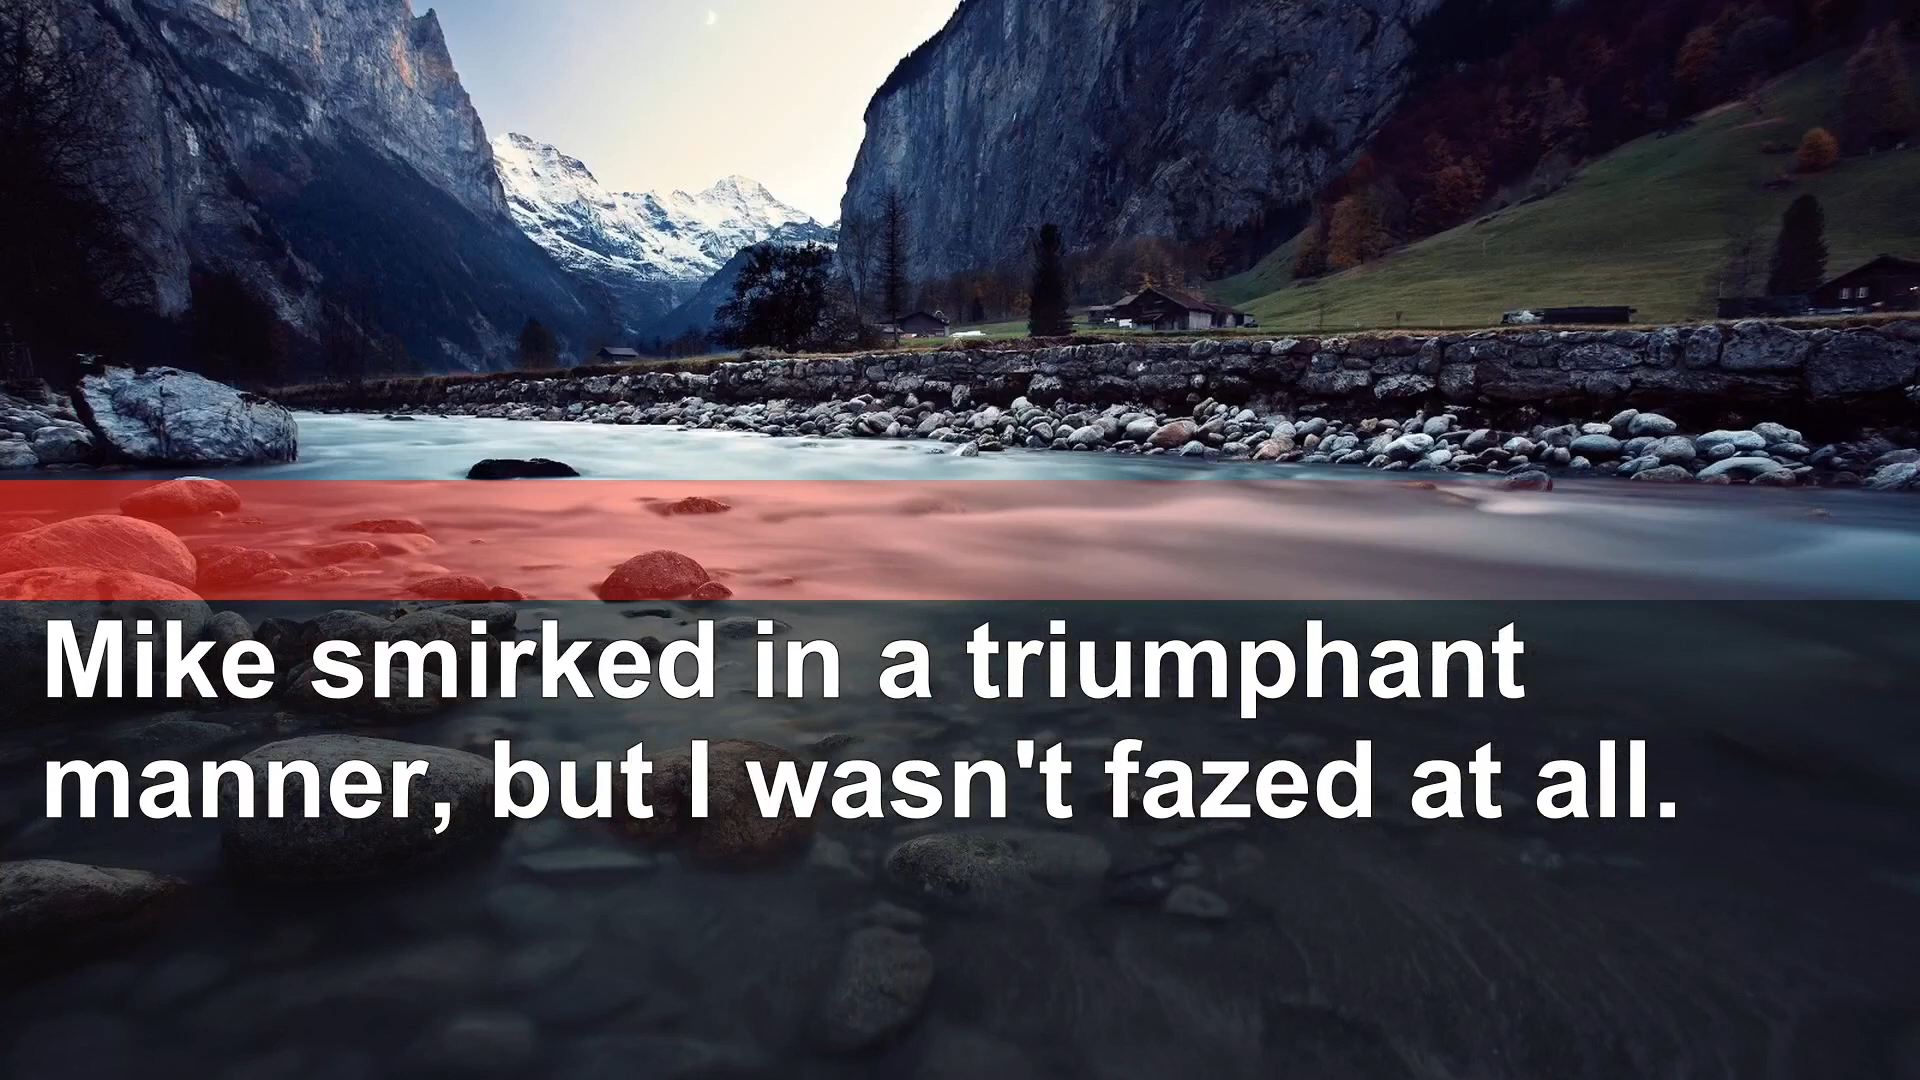 Mike smirked in a triumphant
manner, but I wasn't fazed at all.